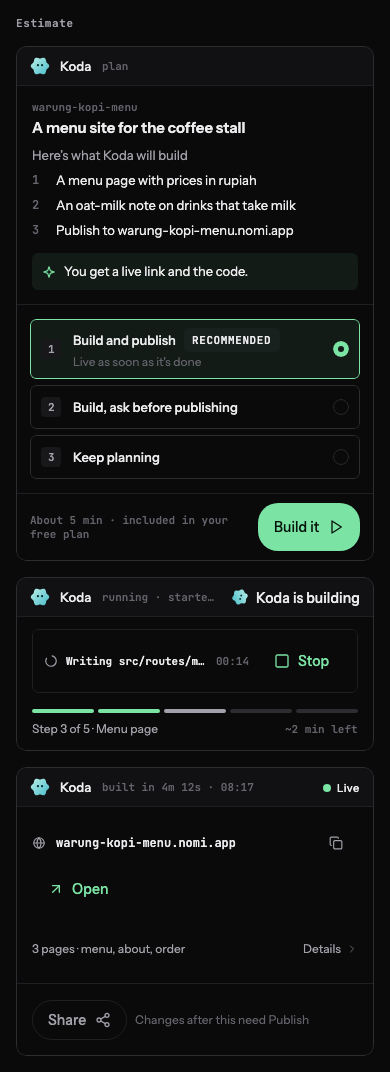 Estimate
Koda plan
warung-kopi-menu
A menu site for the coffee stall
Here's what Koda will build
1 A menu page with prices in rupiah
2 An oat-milk note on drinks that take milk
3 Publish to warung-kopi-menu.nomi.app
You get a live link and the code.
1 Build and publish RECOMMENDED
Live as soon as it's done
2 Build, ask before publishing
3 Keep planning
About 5 min · included in your
free plan
Build it
Koda running · starte… Koda is building
Writing src/routes/m… 00:14 Stop
Step 3 of 5 · Menu page ~2 min left
Koda built in 4m 12s · 08:17 Live
warung-kopi-menu.nomi.app
Open
3 pages · menu, about, order Details
Share Changes after this need Publish